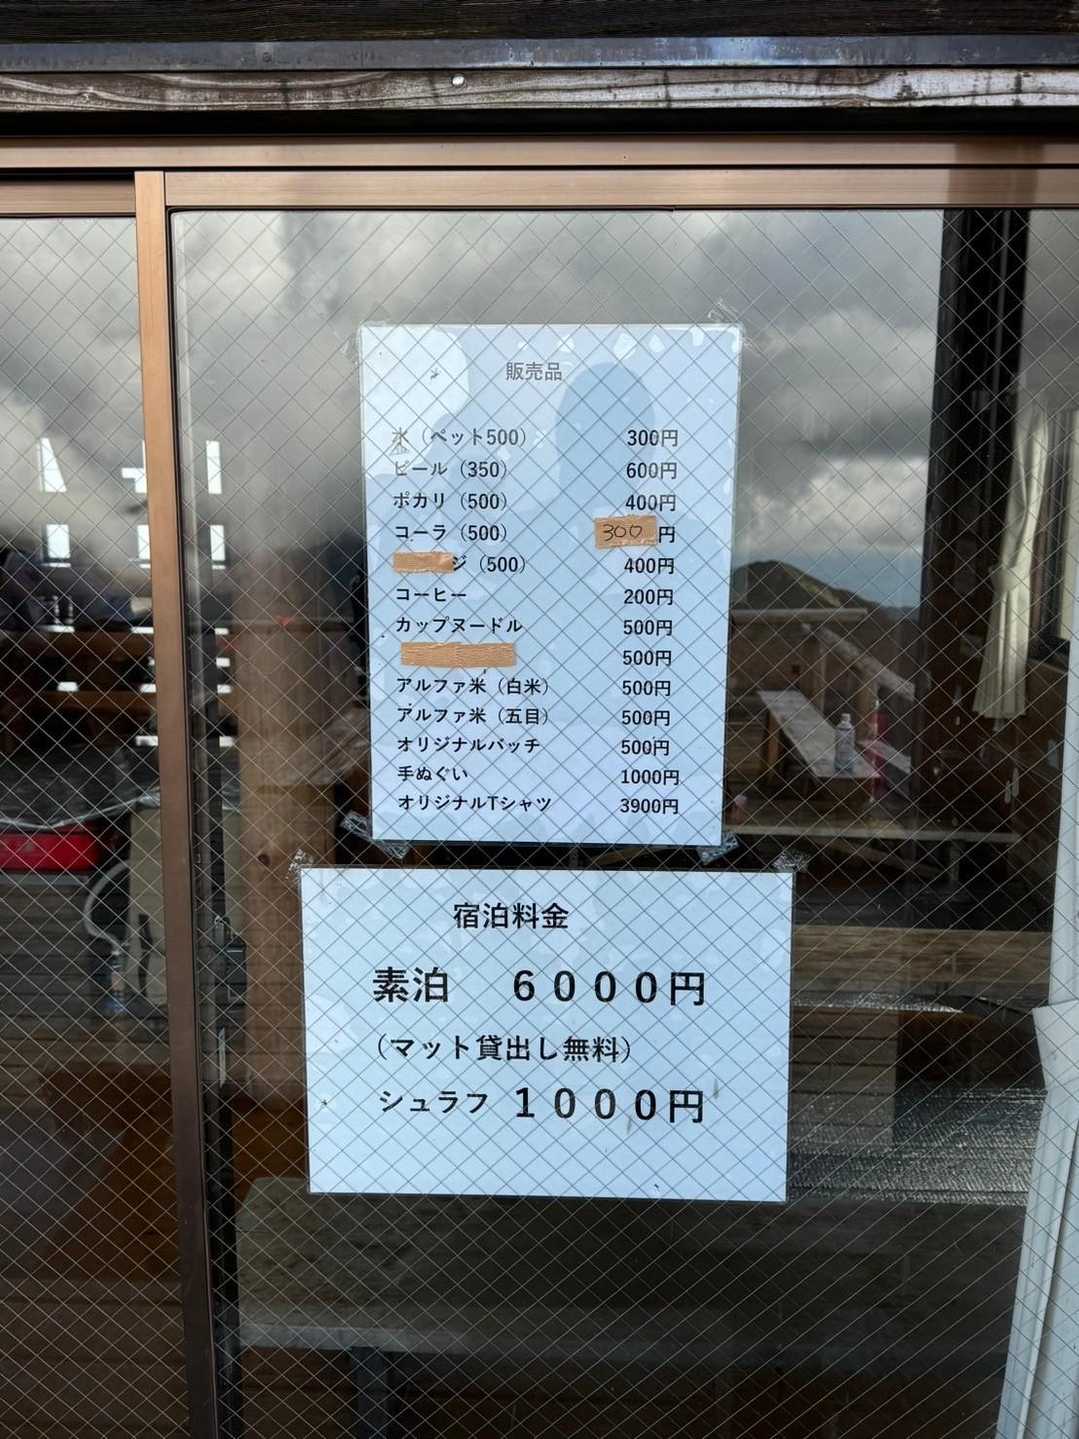 販売品
水（ペット500） 300円
ビール（350） 600円
ポカリ（500） 400円
コーラ（500） 300円
ジ（500） 400円
コーヒー 200円
カップヌードル 500円
500円
アルファ米（白米） 500円
アルファ米（五目） 500円
オリジナルバッチ 500円
手ぬぐい 1000円
オリジナルTシャツ 3900円
宿泊料金
素泊 6000円
（マット貸出し無料）
シュラフ 1000円